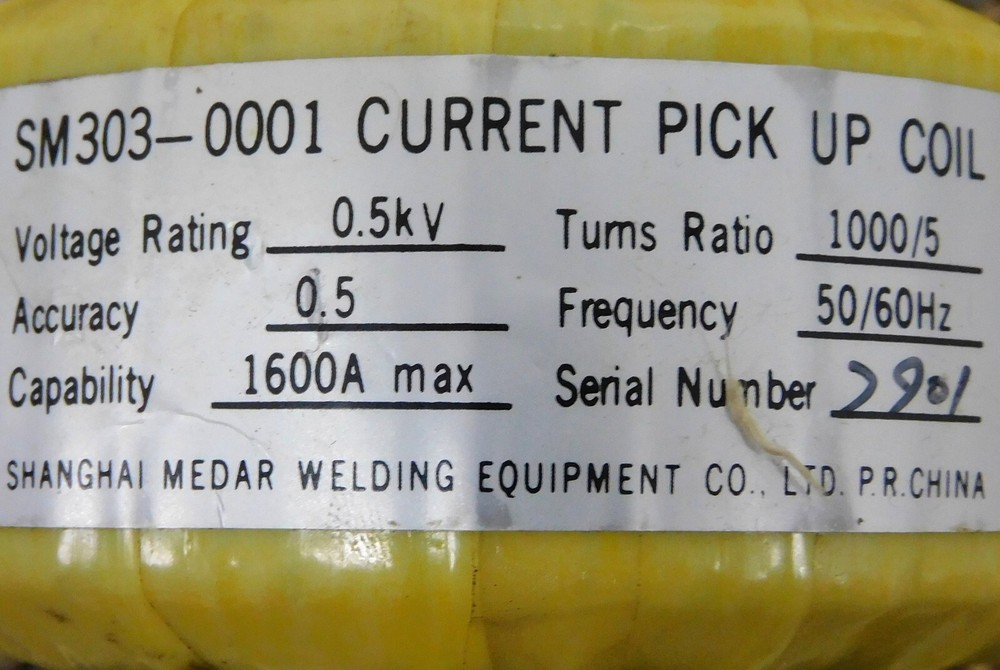 SM303-0001 CURRENT PICK UP COIL
Voltage Rating 0.5kV Turns Ratio 1000/5
Accuracy 0.5 Frequency 50/60Hz
Capability 1600A max Serial Number 2901
SHANGHAI MEDAR WELDING EQUIPMENT CO., LTD. P.R.CHINA